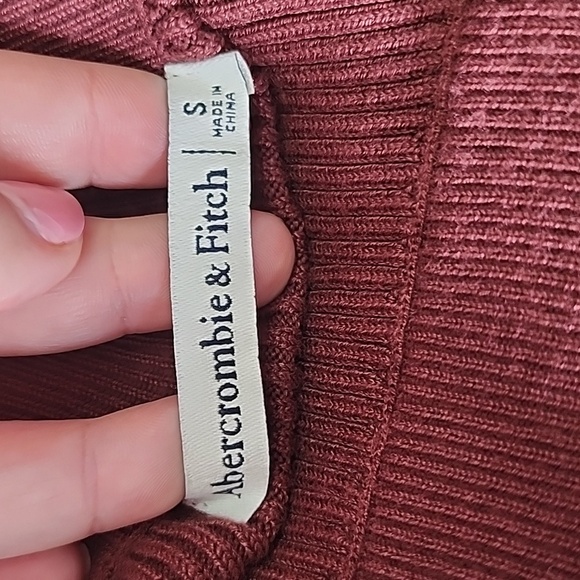 Abercrombie & Fitch | S
MADE IN
CHINA